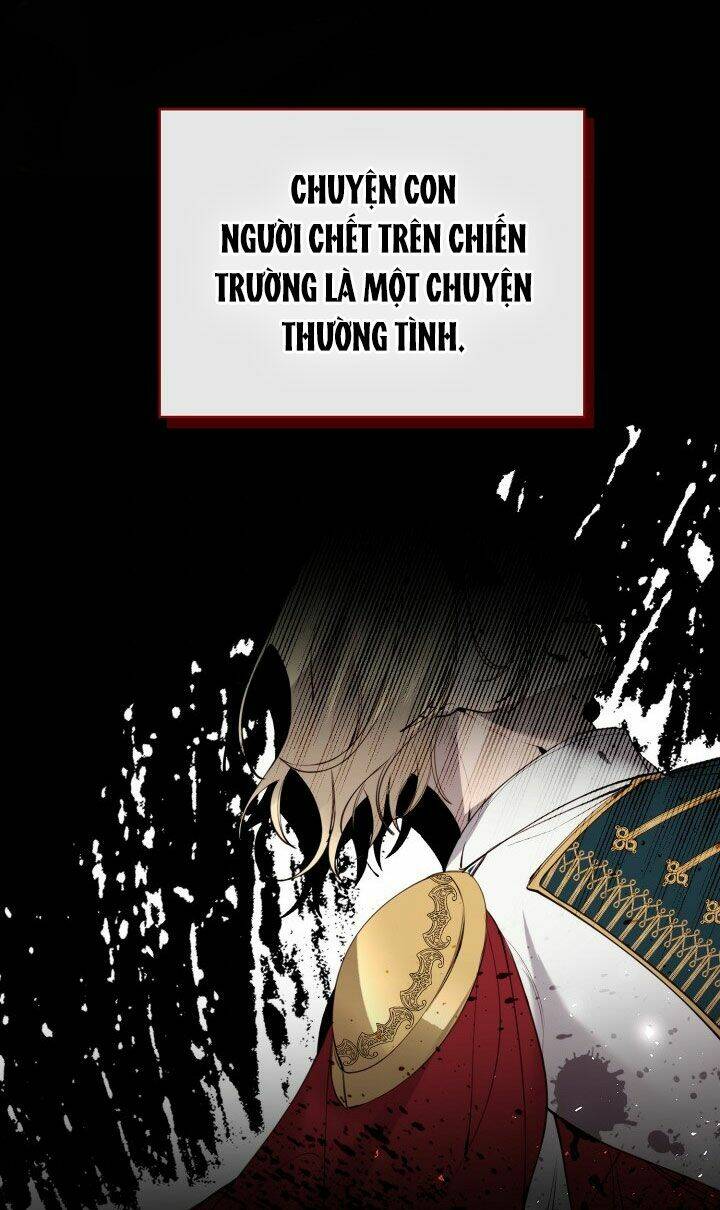 CHUYỆN CON
NGƯỜI CHẾT TRÊN CHIẾN
TRƯỜNG LÀ MỘT CHUYỆN
THƯỜNG TÌNH.